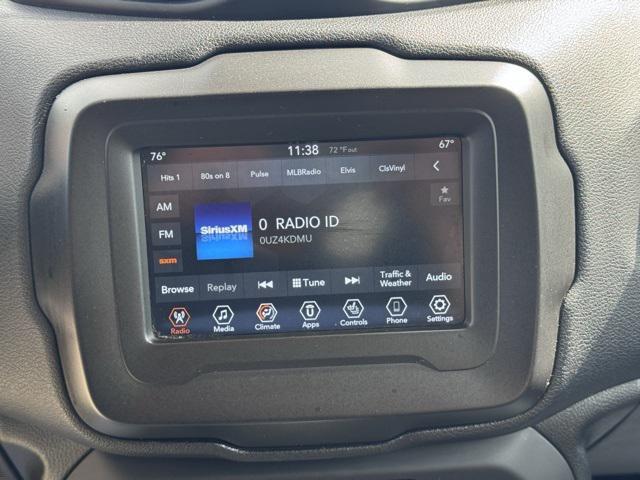 76° 11:38 72 °F out 67°
Hits 1 80s on 8 Pulse MLBRadio Elvis ClsVinyl
AM
Fav
SiriusXM
0 RADIO ID
0UZ4KDMU
FM
sxm
Browse Replay Tune Traffic & Weather Audio
Radio Media Climate Apps Controls Phone Settings